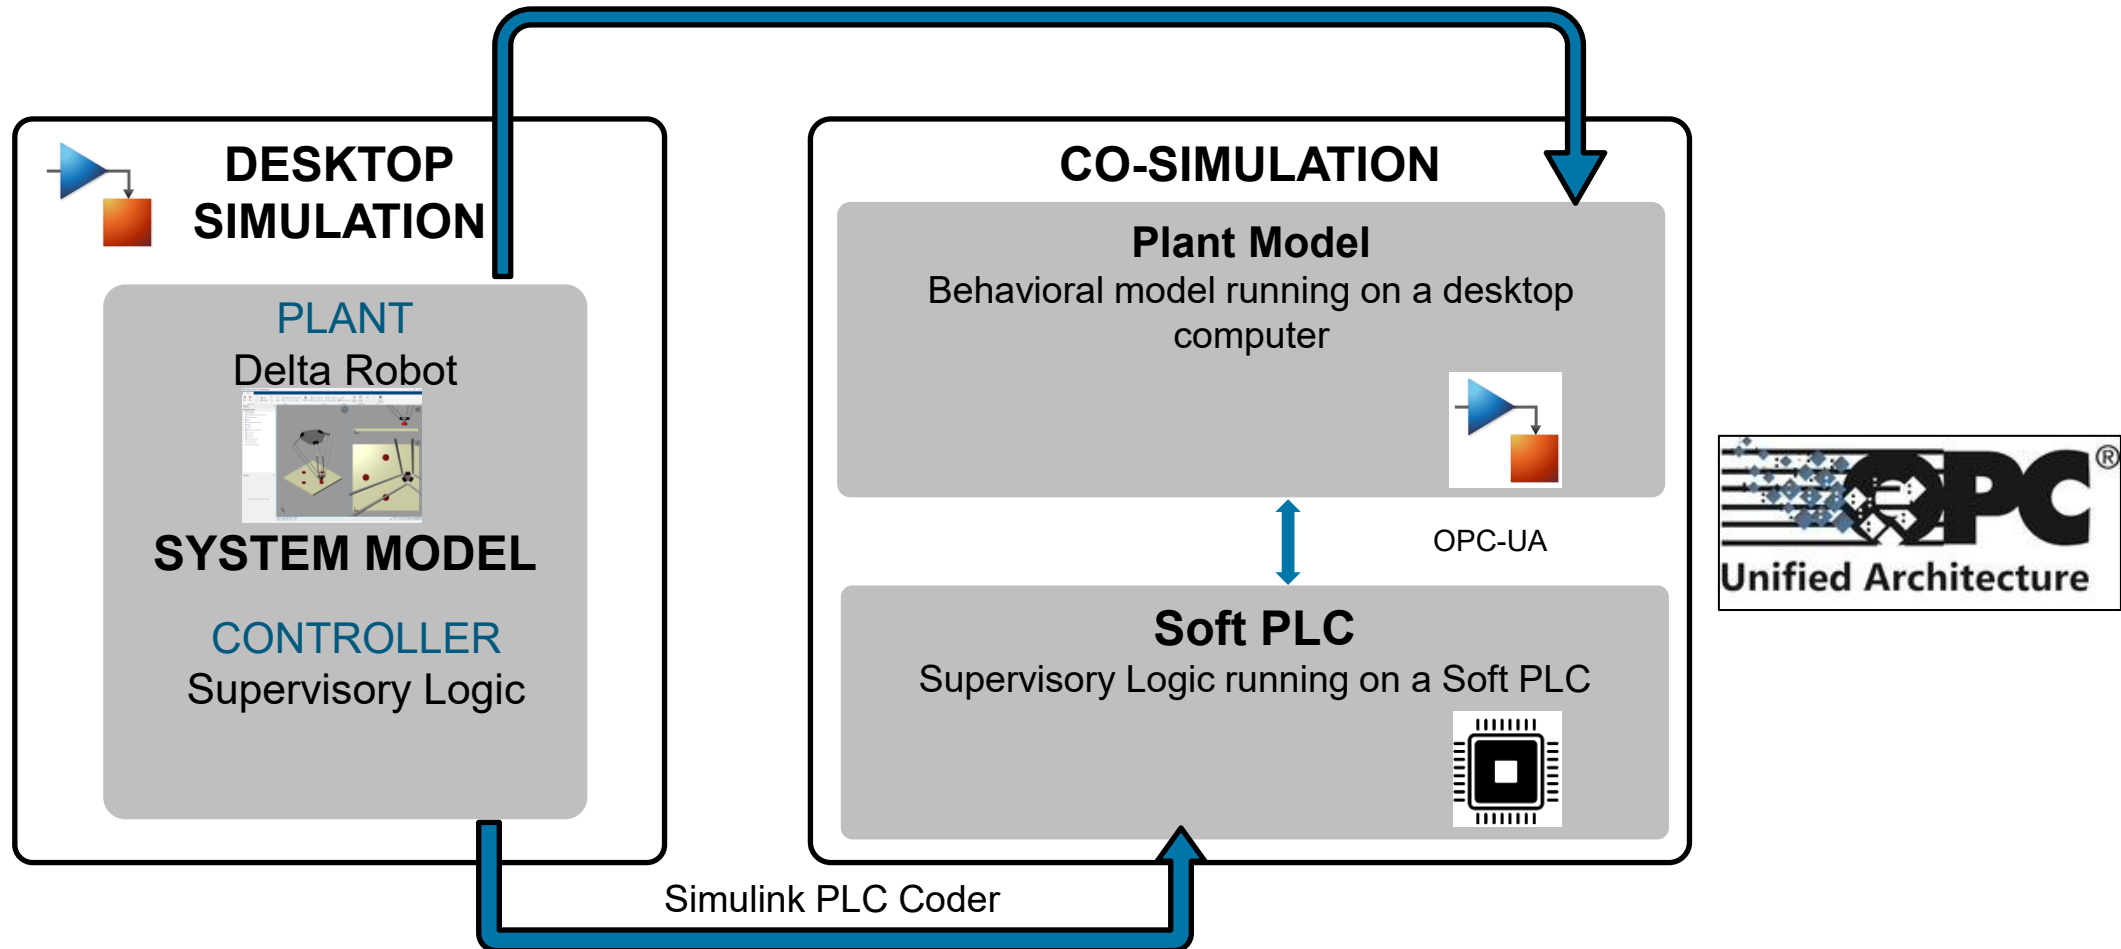 DESKTOP
SIMULATION
PLANT
Delta Robot
SYSTEM MODEL
CONTROLLER
Supervisory Logic
Simulink PLC Coder
CO-SIMULATION
Plant Model
Behavioral model running on a desktop
computer
OPC-UA
Soft PLC
Supervisory Logic running on a Soft PLC
OPC®
Unified Architecture